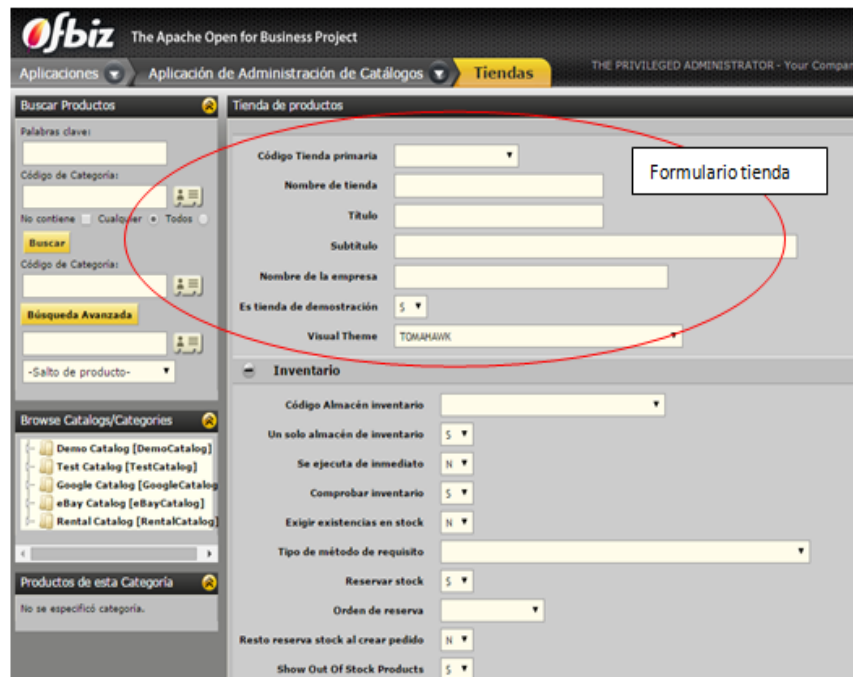 Ofbiz The Apache Open for Business Project
Aplicaciones Aplicación de Administración de Catálogos Tiendas THE PRIVILEGED ADMINISTRATOR - Your Compan
Buscar Productos
Palabras clave:
Código de Categoría:
No contiene Cualquier Todos
Buscar
Código de Categoría:
Búsqueda Avanzada
-Salto de producto-
Browse Catalogs/Categories
Demo Catalog [DemoCatalog]
Test Catalog [TestCatalog]
Google Catalog [GoogleCatalog
eBay Catalog [eBayCatalog]
Rental Catalog [RentalCatalog]
Productos de esta Categoría
No se especificó categoría.
Tienda de productos
Código Tienda primaria
Formulario tienda
Nombre de tienda
Título
Subtítulo
Nombre de la empresa
Es tienda de demostración S
Visual Theme TOMAHAWK
Inventario
Código Almacén inventario
Un solo almacén de inventario S
Se ejecuta de inmediato N
Comprobar inventario S
Exigir existencias en stock N
Tipo de método de requisito
Reservar stock S
Orden de reserva
Resto reserva stock al crear pedido N
Show Out Of Stock Products S